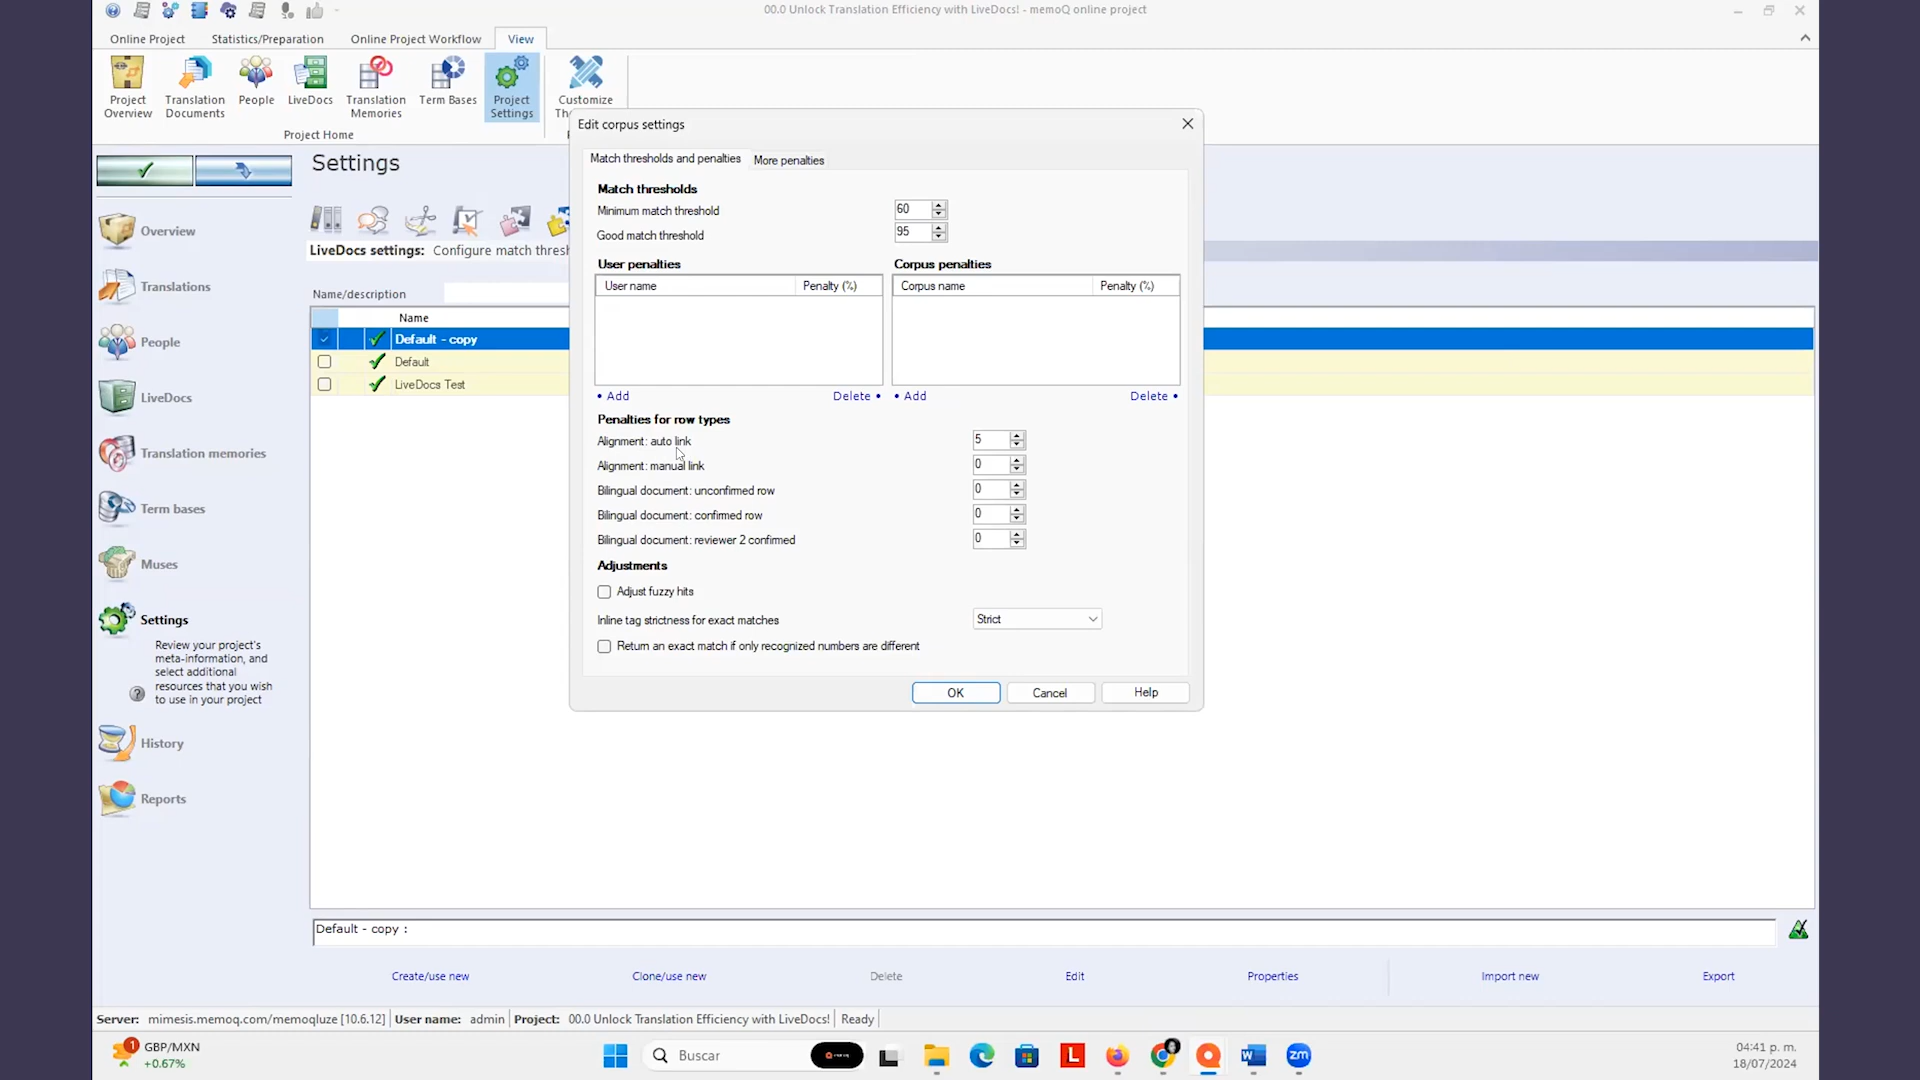 00.0 Unlock Translation Efficiency with LiveDocs! - memoQ online project
Online Project
Statistics/Preparation
Online Project Workflow
View
Project Overview
Translation Documents
People
LiveDocs
Translation Memories
Term Bases
Project Settings
Customize
Project Home
Settings
Overview
Translations
People
LiveDocs
Translation memories
Term bases
Muses
Settings
Review your project's
meta-information, and
select additional
resources that you wish
to use in your project
History
Reports
LiveDocs settings: Configure match thresh
Name/description
Name
Default - copy
Default
LiveDocs Test
Edit corpus settings
Match thresholds and penalties
More penalties
Match thresholds
Minimum match threshold 60
Good match threshold 95
User penalties
Corpus penalties
User name Penalty (%)
Corpus name Penalty (%)
• Add Delete •
• Add Delete •
Penalties for row types
Alignment: auto link 5
Alignment: manual link 0
Bilingual document: unconfirmed row 0
Bilingual document: confirmed row 0
Bilingual document: reviewer 2 confirmed 0
Adjustments
Adjust fuzzy hits
Inline tag strictness for exact matches Strict
Return an exact match if only recognized numbers are different
OK Cancel Help
Default - copy :
Create/use new Clone/use new Delete Edit Properties Import new Export
Server: mimesis.memoq.com/memoqluze [10.6.12] User name: admin Project: 00.0 Unlock Translation Efficiency with LiveDocs! Ready
1
GBP/MXN
+0.67%
Buscar
L
W
zm
04:41 p. m.
18/07/2024